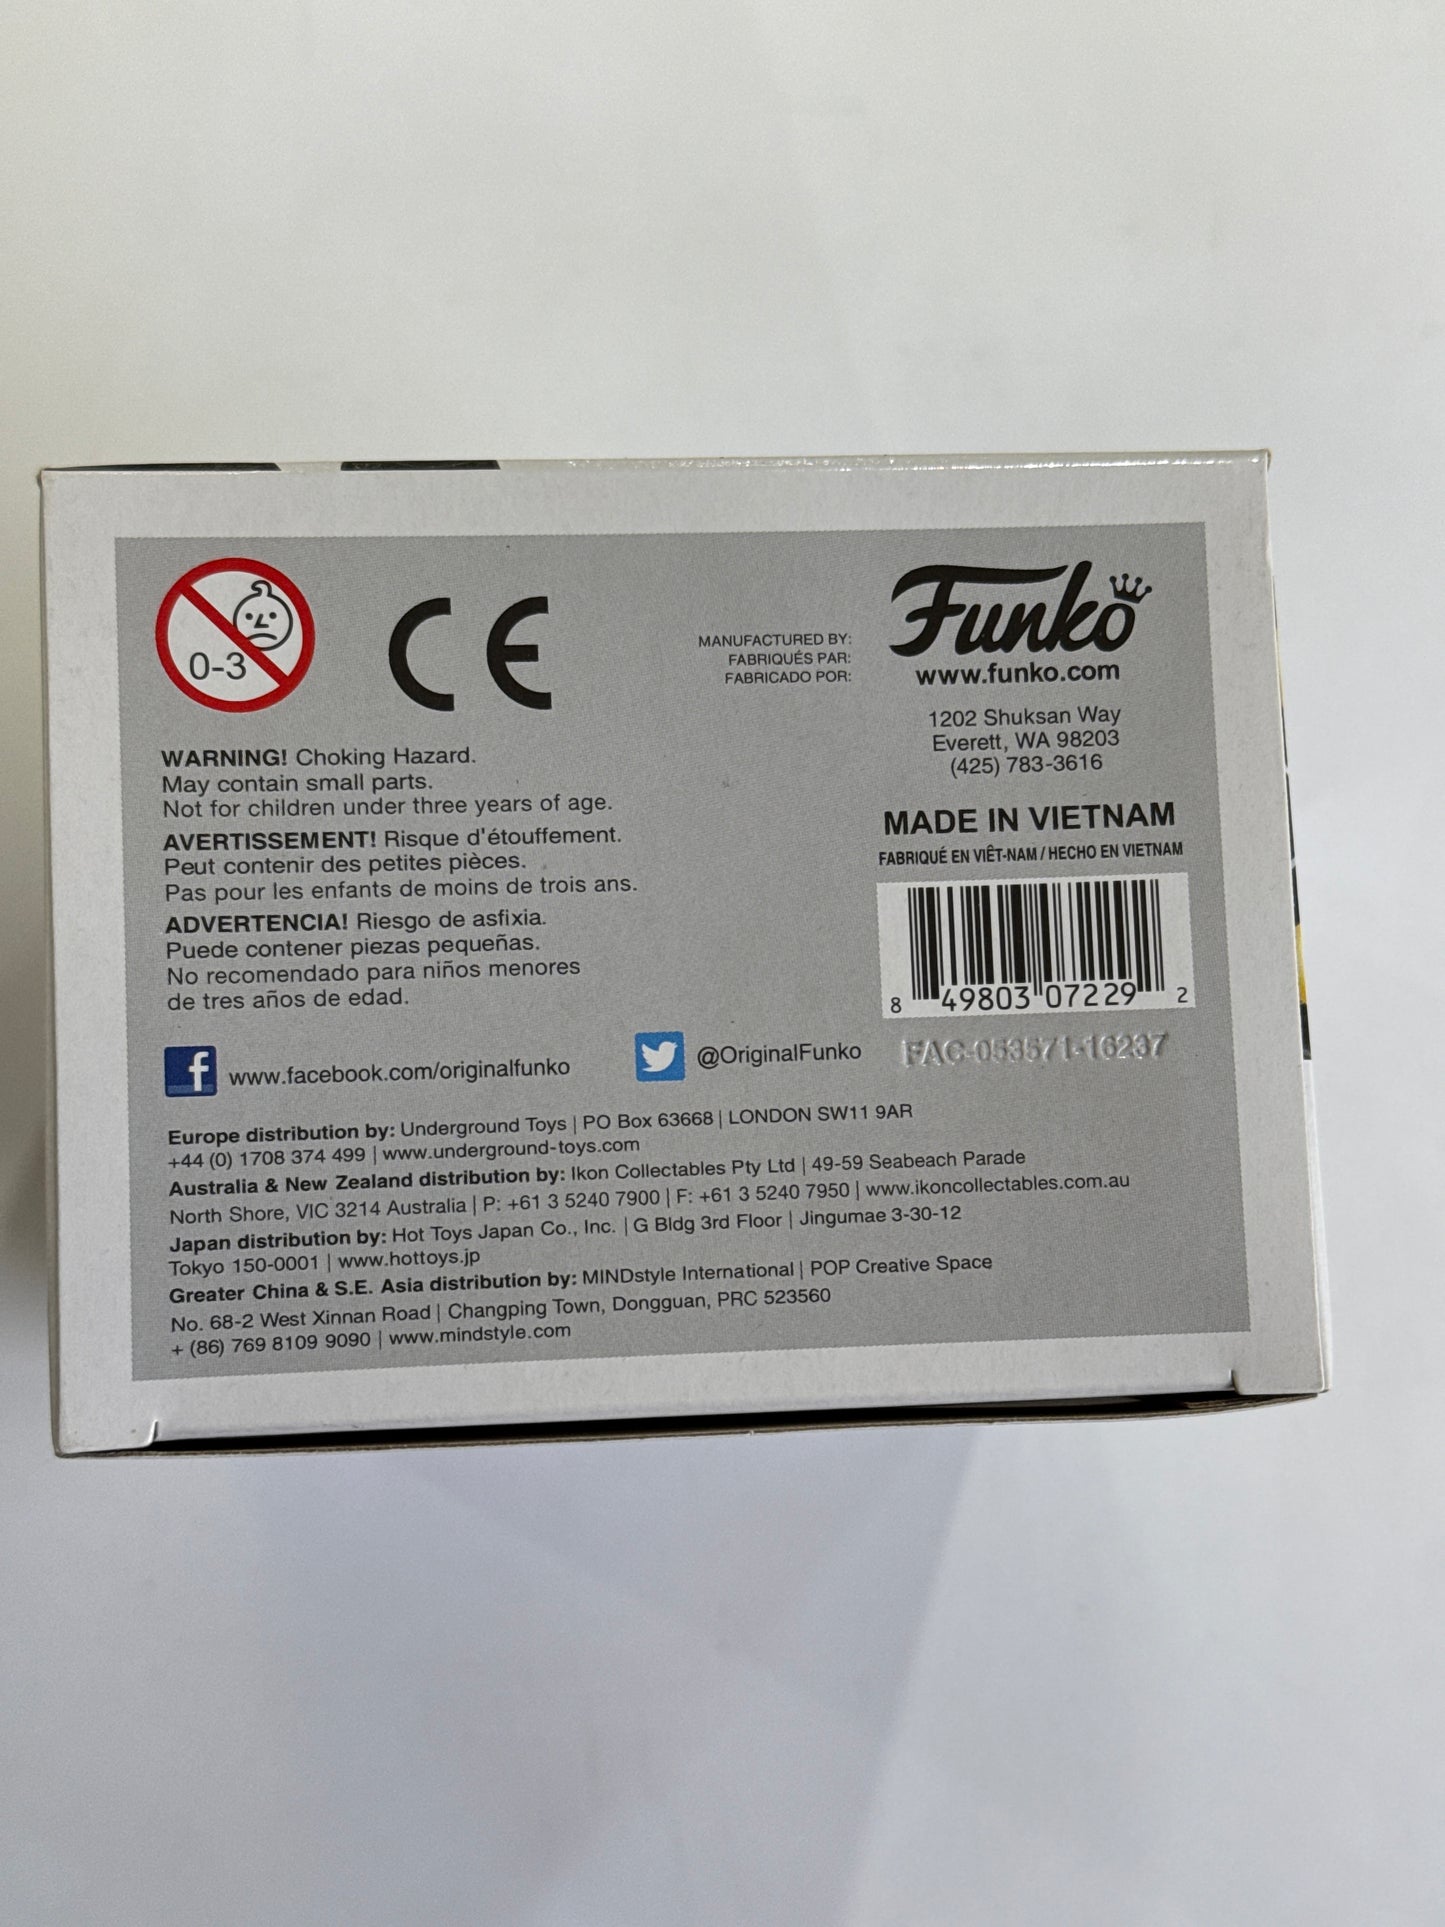 0-3
CE
MANUFACTURED BY:
FABRIQUÉS PAR:
FABRICADO POR:
Funko
www.funko.com
1202 Shuksan Way
Everett, WA 98203
(425) 783-3616
MADE IN VIETNAM
FABRIQUÉ EN VIÊT-NAM / HECHO EN VIETNAM
8 49803 07229 2
FAC-053571-16237
WARNING! Choking Hazard.
May contain small parts.
Not for children under three years of age.
AVERTISSEMENT! Risque d'étouffement.
Peut contenir des petites pièces.
Pas pour les enfants de moins de trois ans.
ADVERTENCIA! Riesgo de asfixia.
Puede contener piezas pequeñas.
No recomendado para niños menores
de tres años de edad.
f www.facebook.com/originalfunko
@OriginalFunko
Europe distribution by: Underground Toys | PO Box 63668 | LONDON SW11 9AR
+44 (0) 1708 374 499 | www.underground-toys.com
Australia & New Zealand distribution by: Ikon Collectables Pty Ltd | 49-59 Seabeach Parade
North Shore, VIC 3214 Australia | P: +61 3 5240 7900 | F: +61 3 5240 7950 | www.ikoncollectables.com.au
Japan distribution by: Hot Toys Japan Co., Inc. | G Bldg 3rd Floor | Jingumae 3-30-12
Tokyo 150-0001 | www.hottoys.jp
Greater China & S.E. Asia distribution by: MINDstyle International | POP Creative Space
No. 68-2 West Xinnan Road | Changping Town, Dongguan, PRC 523560
+ (86) 769 8109 9090 | www.mindstyle.com